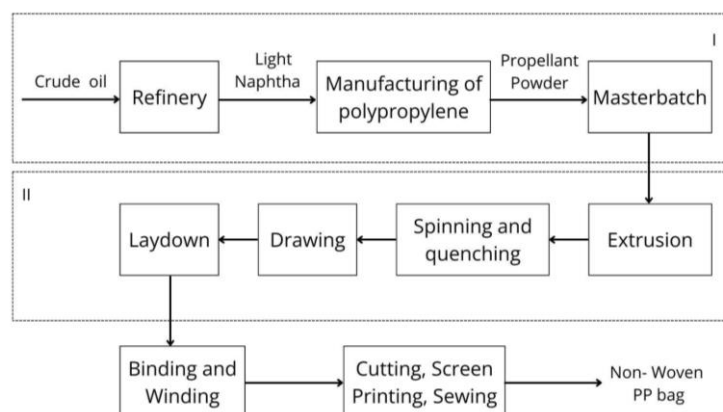 I
Crude oil
Refinery
Light
Naphtha
Manufacturing of
polypropylene
Propellant
Powder
Masterbatch
II
Laydown
Drawing
Spinning and
quenching
Extrusion
Binding and
Winding
Cutting, Screen
Printing, Sewing
Non- Woven
PP bag